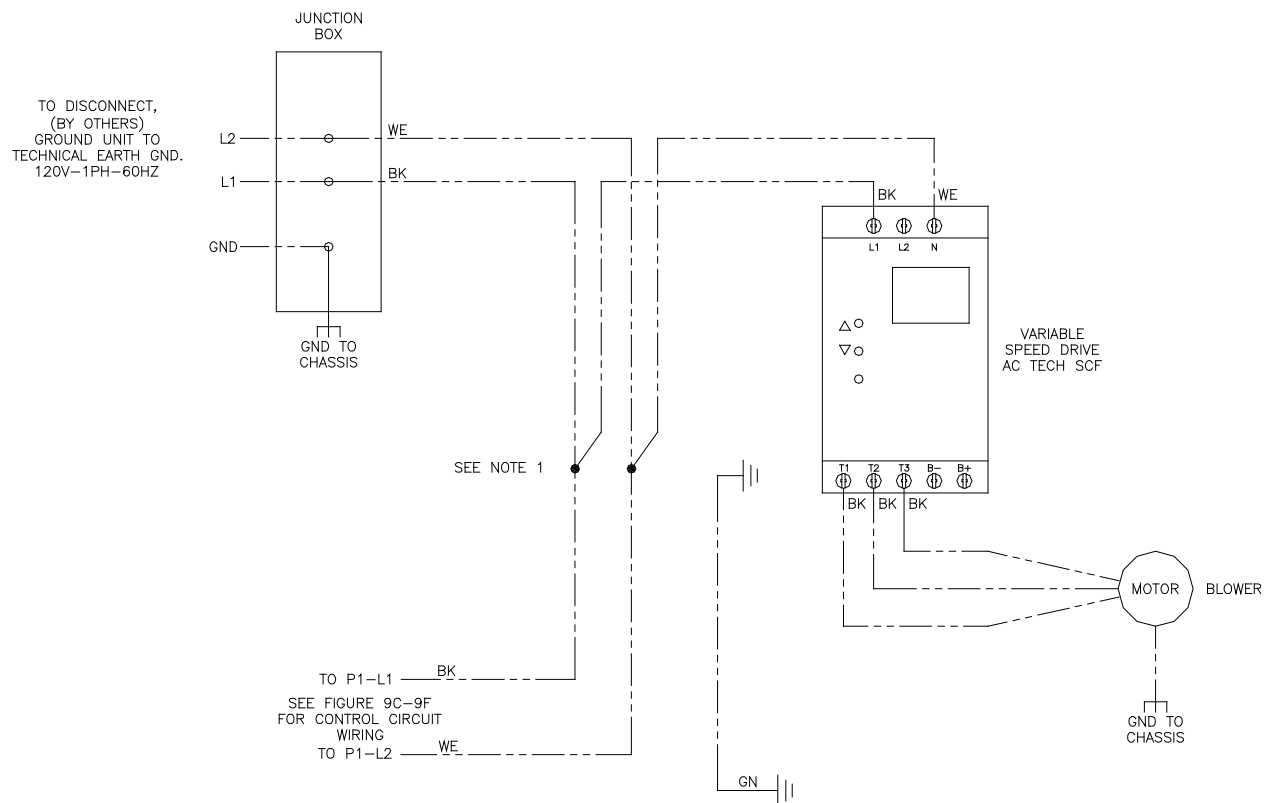 JUNCTION
BOX
TO DISCONNECT,
(BY OTHERS)
GROUND UNIT TO
TECHNICAL EARTH GND.
120V-1PH-60HZ
L2
WE
L1
BK
GND
GND TO
CHASSIS
BK
WE
L1
L2
N
VARIABLE
SPEED DRIVE
AC TECH SCF
SEE NOTE 1
T1
T2
T3
B-
B+
BK
BK
BK
MOTOR
BLOWER
TO P1-L1
BK
SEE FIGURE 9C-9F
FOR CONTROL CIRCUIT
WIRING
TO P1-L2
WE
GND TO
CHASSIS
GN